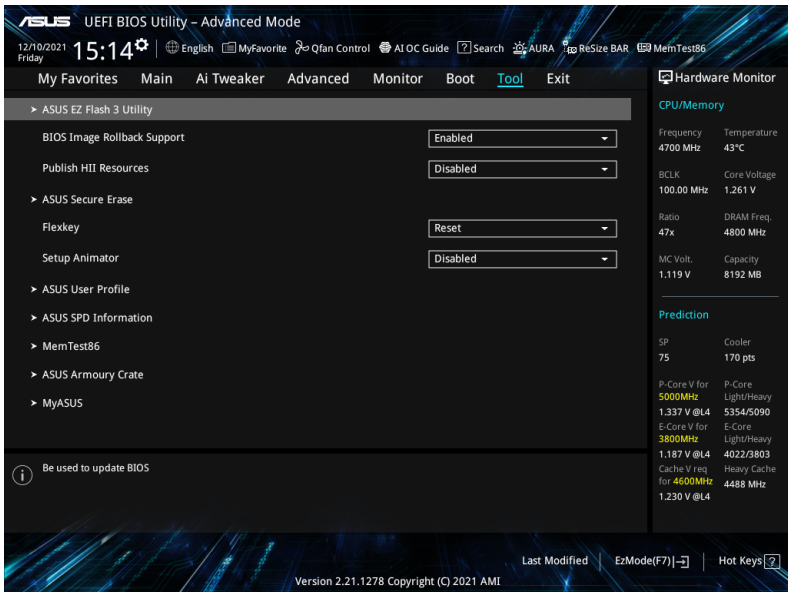 ASUS UEFI BIOS Utility – Advanced Mode
12/10/2021 Friday 15:14 English MyFavorite Qfan Control AI OC Guide Search AURA ReSize BAR MemTest86
My Favorites Main Ai Tweaker Advanced Monitor Boot Tool Exit
ASUS EZ Flash 3 Utility
BIOS Image Rollback Support Enabled
Publish HII Resources Disabled
ASUS Secure Erase
Flexkey Reset
Setup Animator Disabled
ASUS User Profile
ASUS SPD Information
MemTest86
ASUS Armoury Crate
MyASUS
Be used to update BIOS
Hardware Monitor
CPU/Memory
Frequency Temperature
4700 MHz 43°C
BCLK Core Voltage
100.00 MHz 1.261 V
Ratio DRAM Freq.
47x 4800 MHz
MC Volt. Capacity
1.119 V 8192 MB
Prediction
SP Cooler
75 170 pts
P-Core V for P-Core
5000MHz Light/Heavy
1.337 V @L4 5354/5090
E-Core V for E-Core
3800MHz Light/Heavy
1.187 V @L4 4022/3803
Cache V req Heavy Cache
for 4600MHz 4488 MHz
1.230 V @L4
Last Modified EzMode(F7) Hot Keys ?
Version 2.21.1278 Copyright (C) 2021 AMI